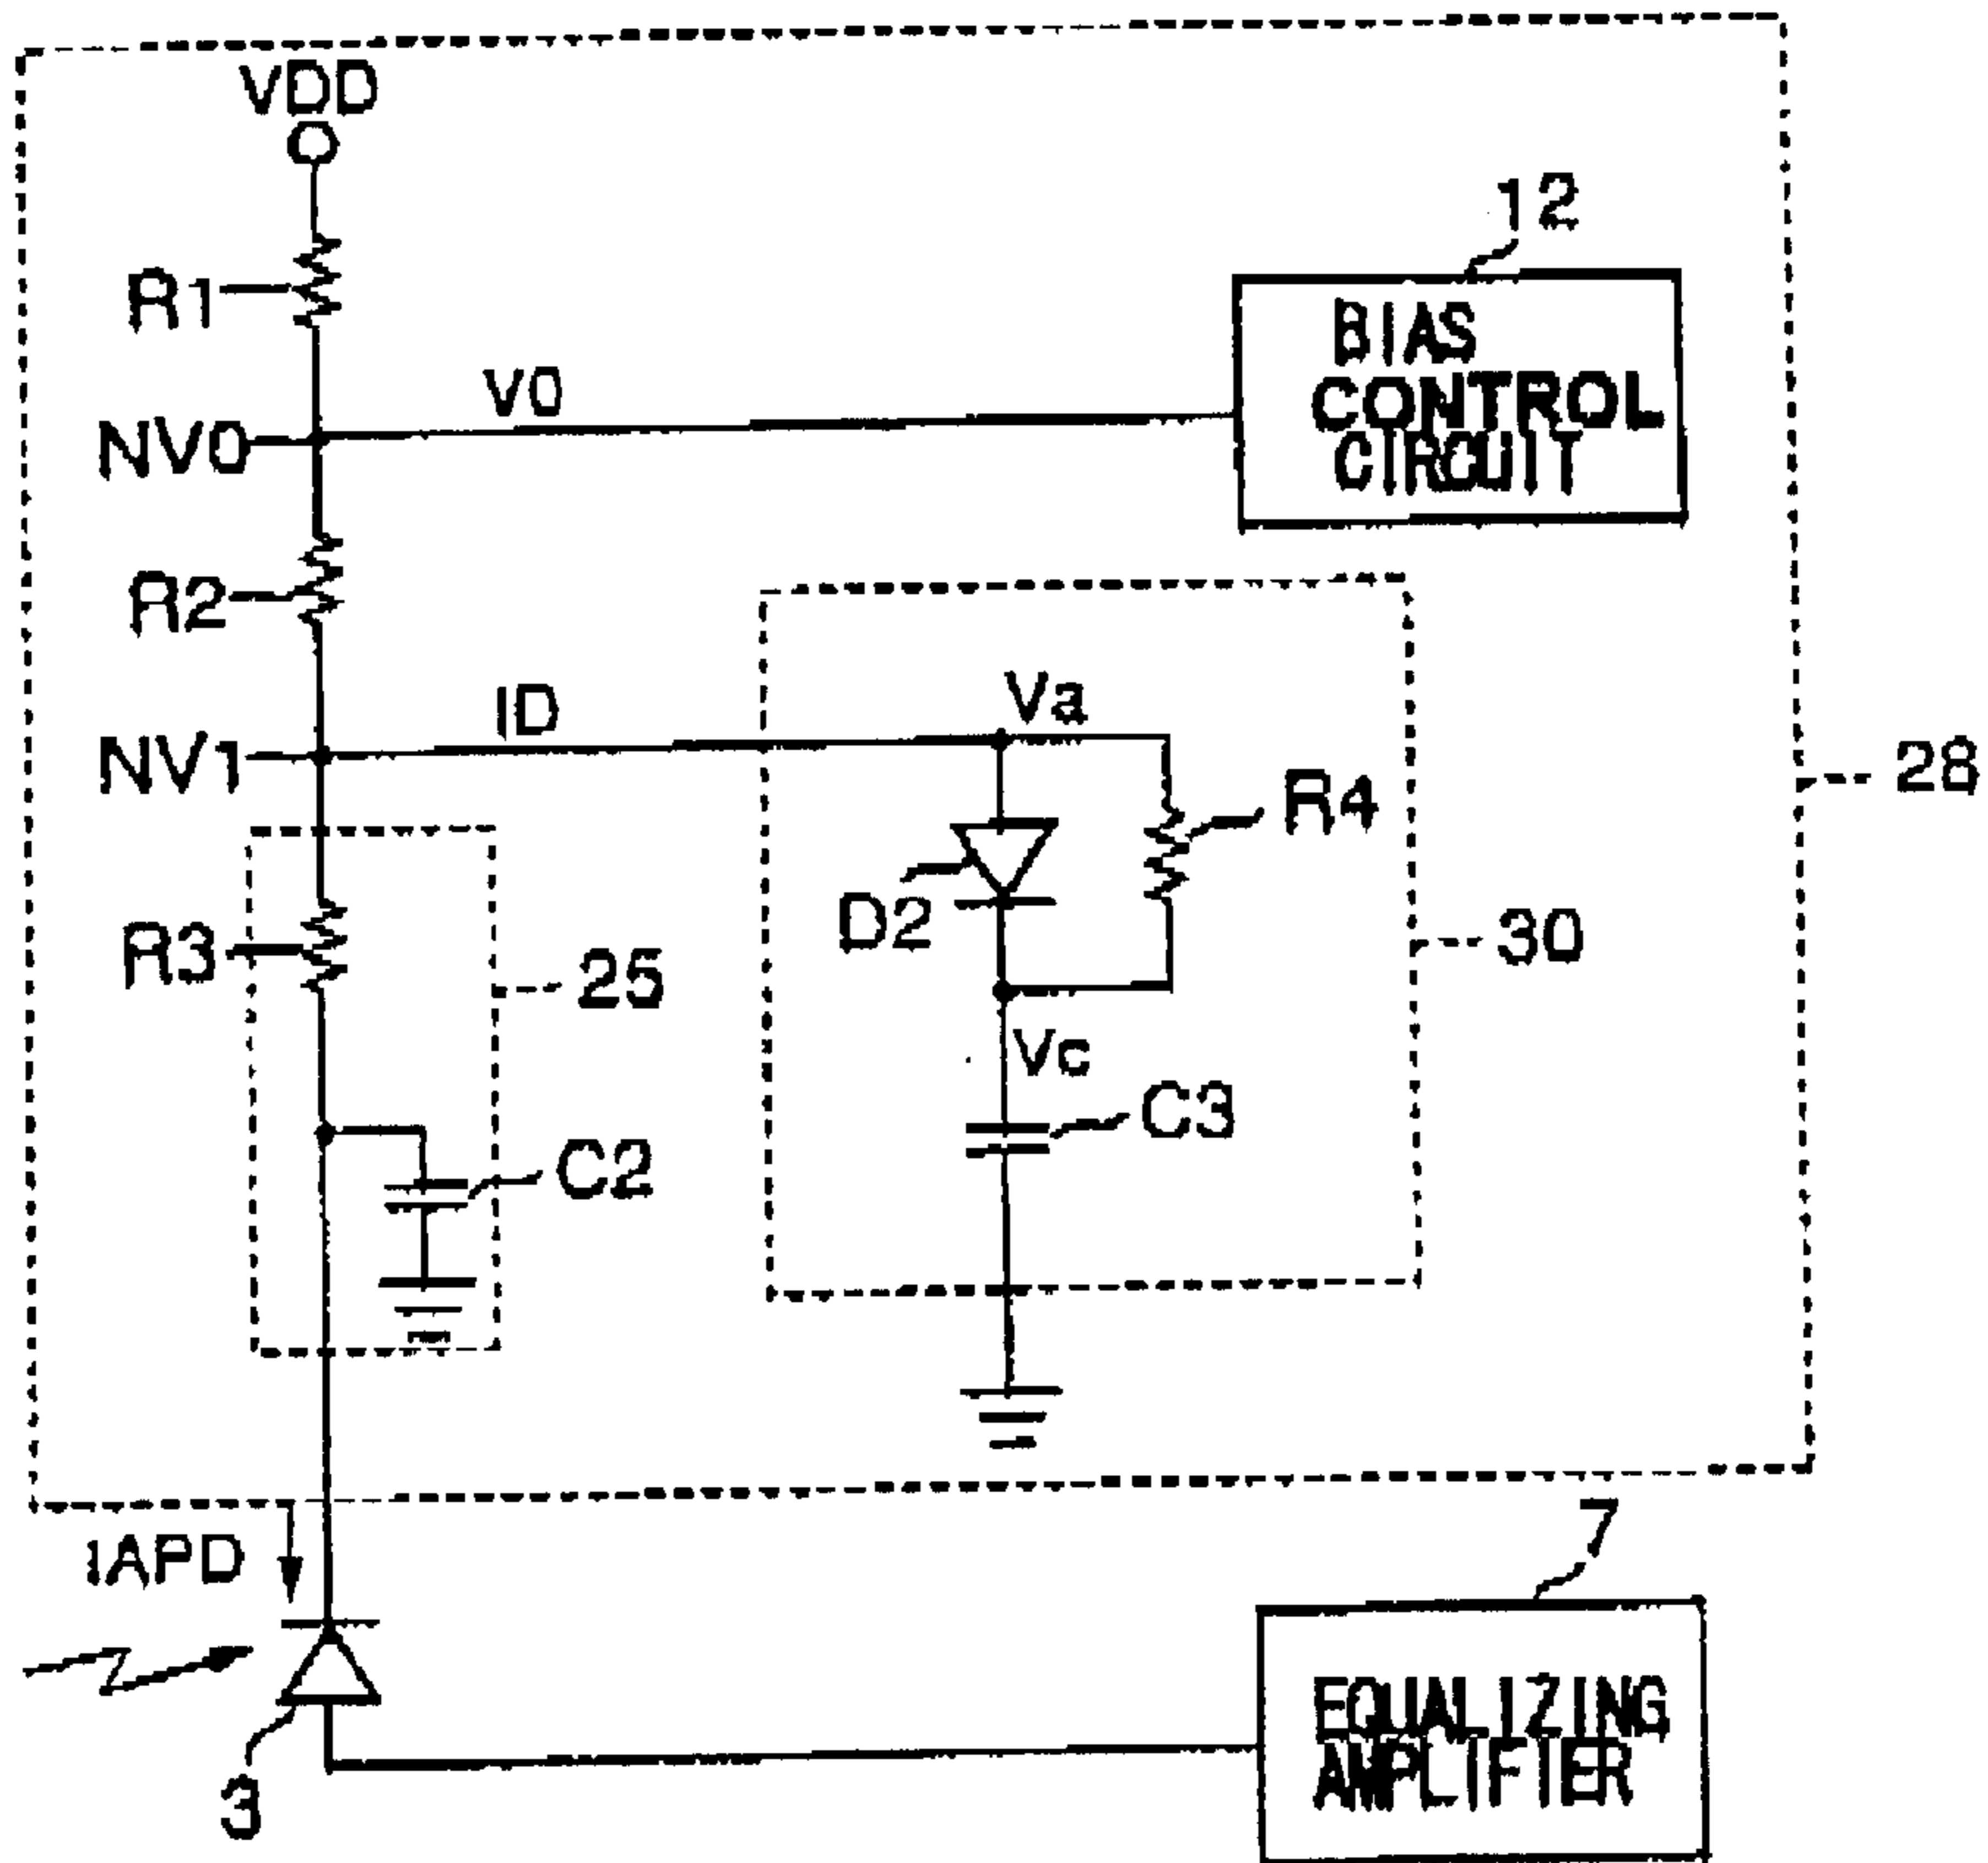 VDD
12
R1
BIAS
CONTROL
CIRCUIT
V0
NV0
R2
ID
Va
NV1
28
R4
D2
R3
30
25
Vc
C3
C2
IAPD
7
EQUALIZING
AMPLIFIER
3